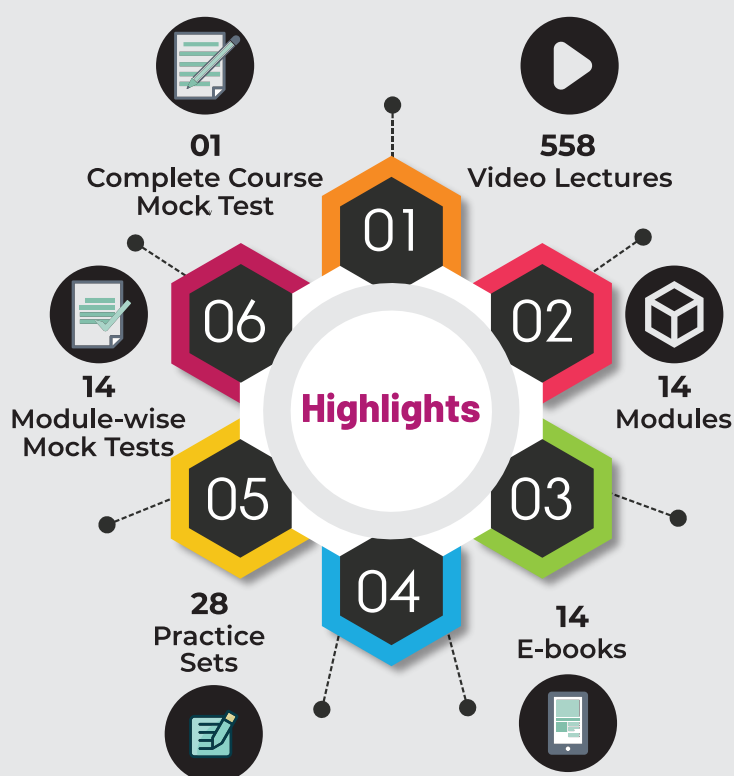 01
Complete Course
Mock Test
558
Video Lectures
01
06
02
14
Module-wise
Mock Tests
Highlights
14
Modules
05
03
04
28
Practice
Sets
14
E-books